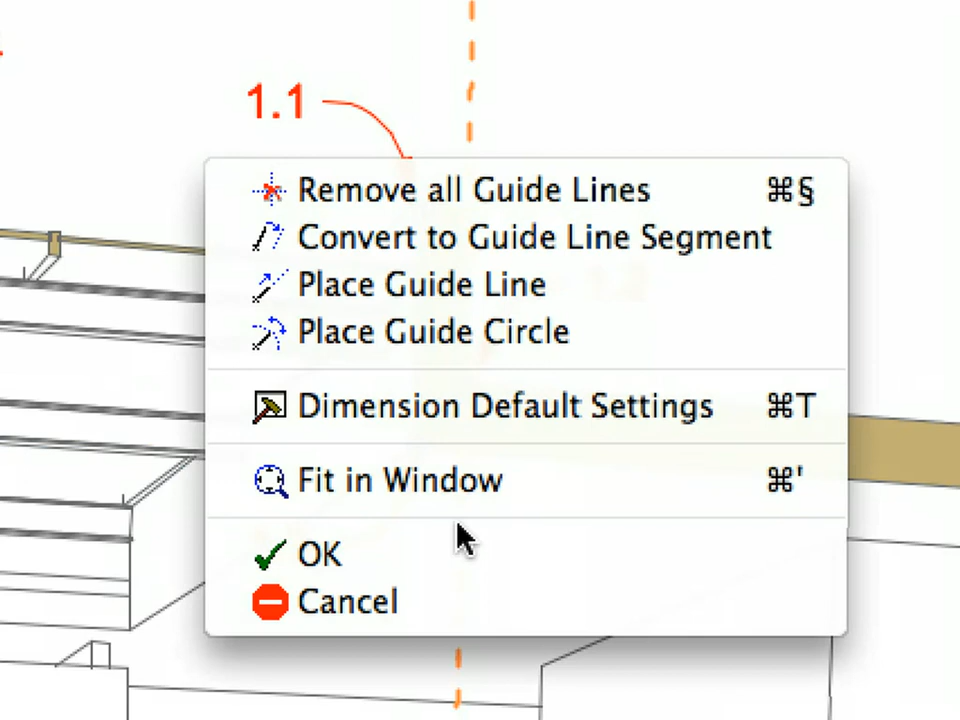 1.1
Remove all Guide Lines ⌘§
Convert to Guide Line Segment
Place Guide Line
Place Guide Circle
Dimension Default Settings ⌘T
Fit in Window ⌘'
OK
Cancel